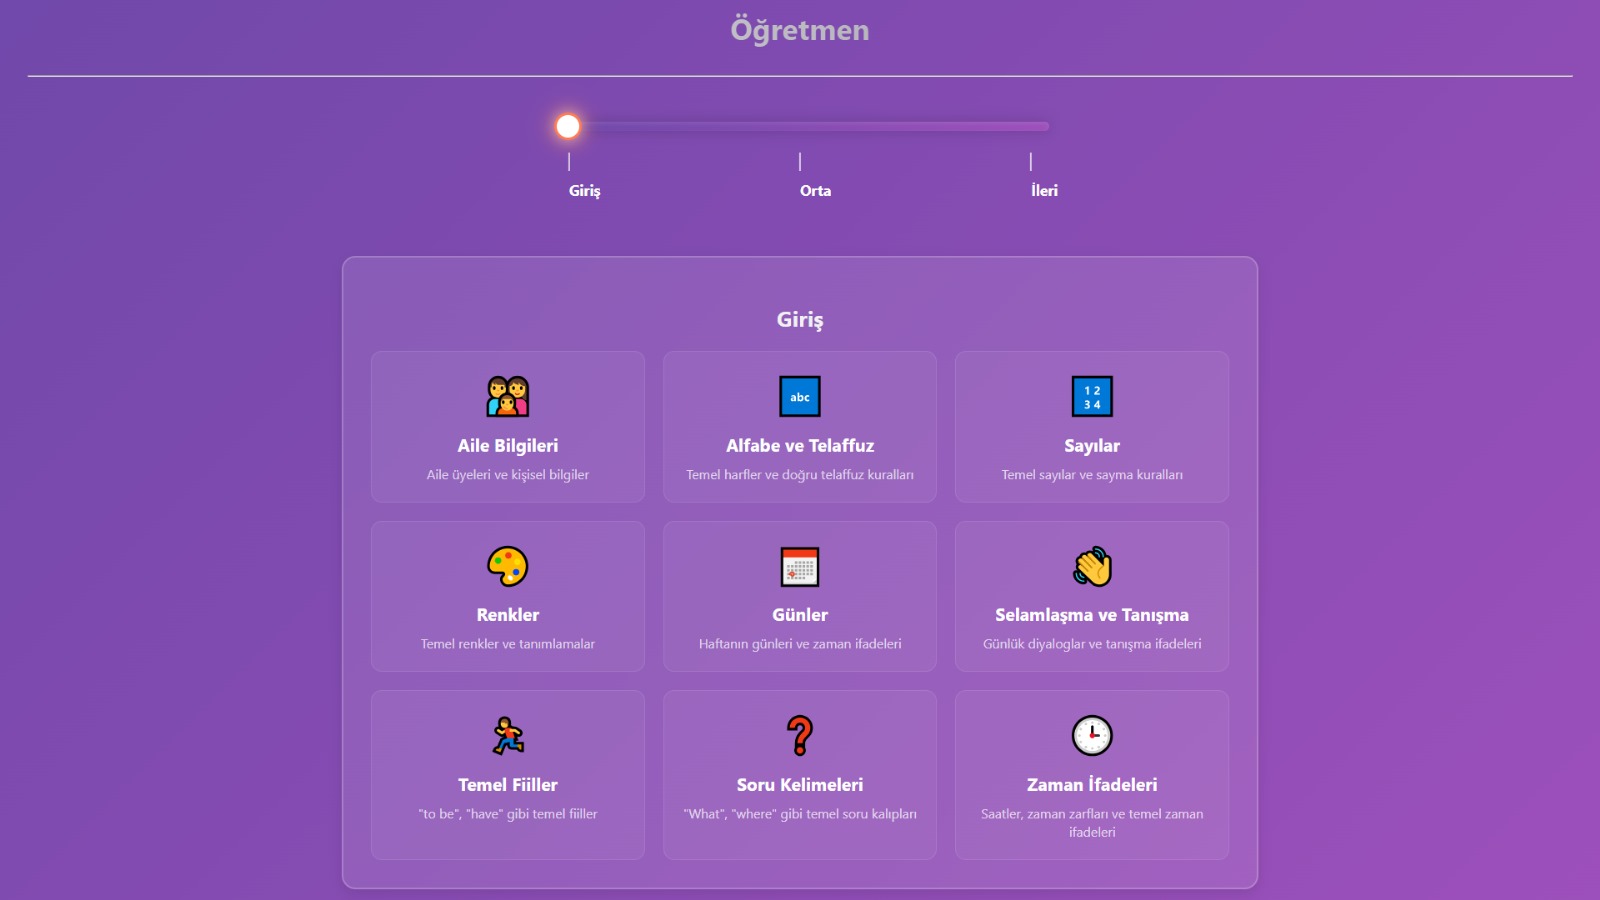 Öğretmen
Giriş
Orta
İleri
Giriş
abc
1 2
3 4
Aile Bilgileri
Alfabe ve Telaffuz
Sayılar
Aile üyeleri ve kişisel bilgiler
Temel harfler ve doğru telaffuz kuralları
Temel sayılar ve sayma kuralları
Renkler
Günler
Selamlaşma ve Tanışma
Temel renkler ve tanımlamalar
Haftanın günleri ve zaman ifadeleri
Günlük diyaloglar ve tanışma ifadeleri
Temel Fiiller
Soru Kelimeleri
Zaman İfadeleri
"to be", "have" gibi temel fiiller
"What", "where" gibi temel soru kalıpları
Saatler, zaman zarfları ve temel zaman
ifadeleri